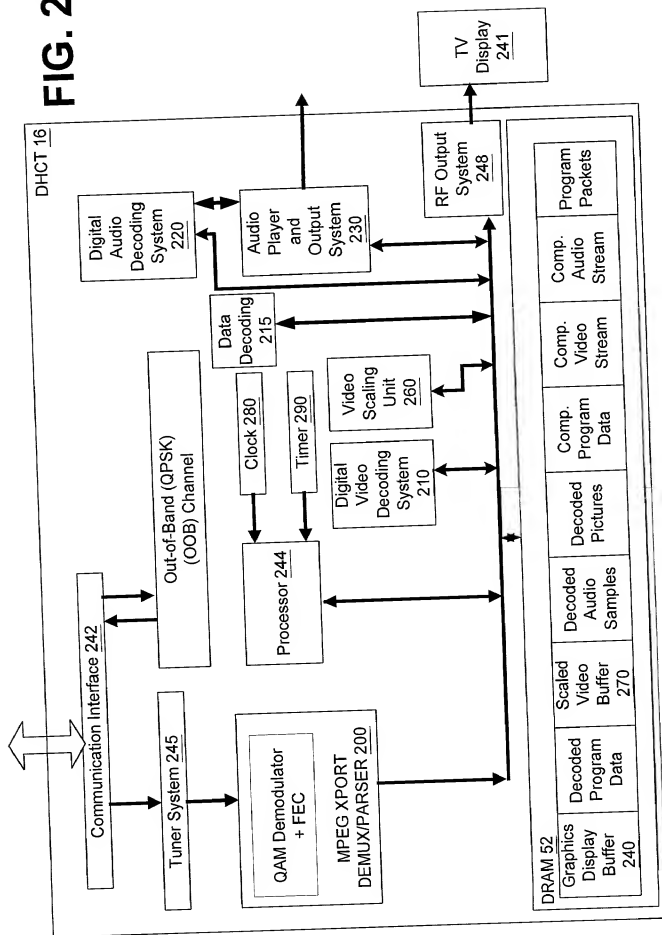 FIG. 2
DHCT 16
TV
Display
241
Communication Interface 242
Out-of-Band (QPSK)
(OOB) Channel
Digital
Audio
Decoding
System
220
Audio
Player
and
Output
System
230
RF Output
System
248
Data
Decoding
215
Tuner System 245
Clock 280
Timer 290
Processor 244
Video
Scaling
Unit
260
Digital
Video
Decoding
System
210
QAM Demodulator
+ FEC
MPEG XPORT
DEMUX/PARSER 200
DRAM 52
Graphics
Display
Buffer
240
Decoded
Program
Data
Scaled
Video
Buffer
270
Decoded
Audio
Samples
Decoded
Pictures
Comp.
Program
Data
Comp.
Video
Stream
Comp.
Audio
Stream
Program
Packets